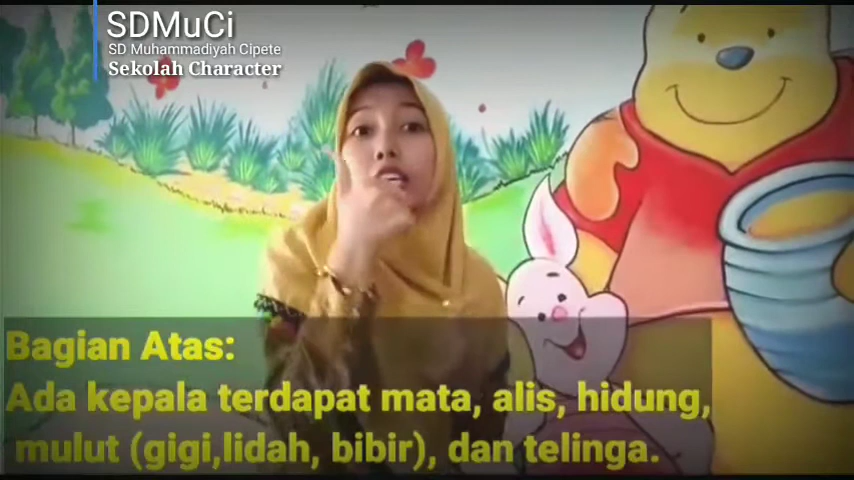 SDMuCi
SD Muhammadiyah Cipete
Sekolah Character
Bagian Atas:
Ada kepala terdapat mata, alis, hidung,
mulut (gigi,lidah, bibir), dan telinga.